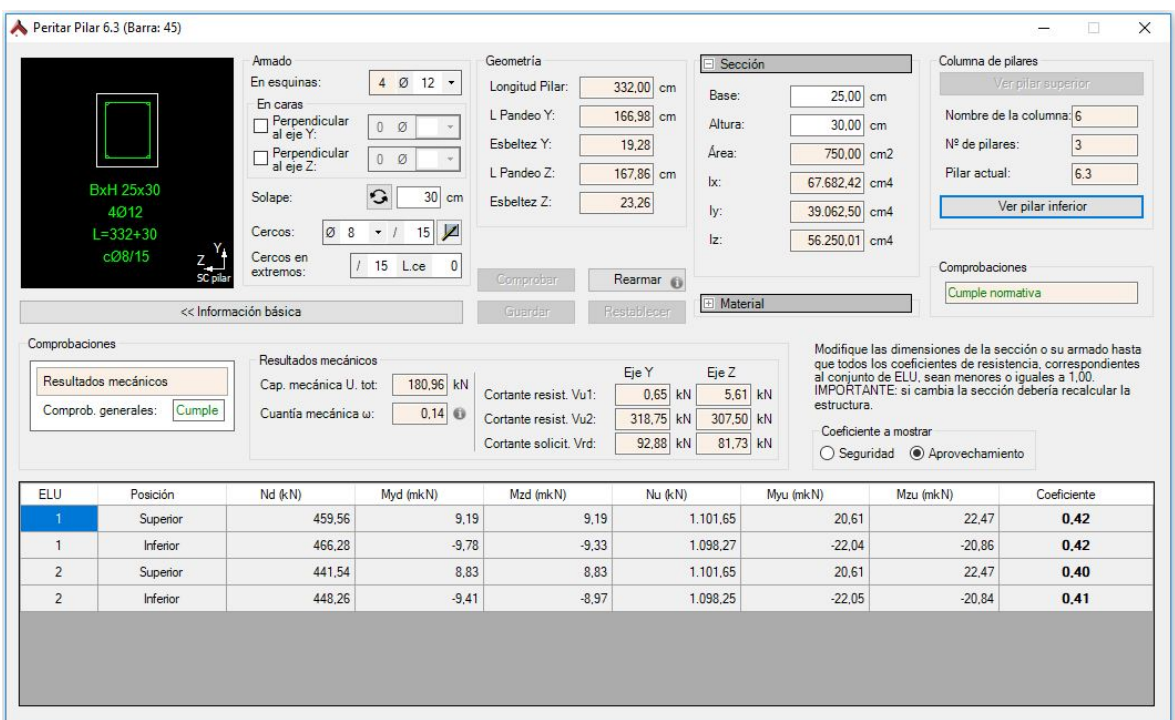 Peritar Pilar 6.3 (Barra: 45)
BxH 25x30
4Ø12
L=332+30
cØ8/15
Y
Z
SC pilar
Armado
En esquinas: 4 Ø 12
En caras
Perpendicular
al eje Y: 0 Ø
Perpendicular
al eje Z: 0 Ø
Solape: 30 cm
Cercos: Ø 8 / 15
Cercos en
extremos: / 15 L.ce 0
Geometría
Longitud Pilar: 332,00 cm
L Pandeo Y: 166,98 cm
Esbeltez Y: 19,28
L Pandeo Z: 167,86 cm
Esbeltez Z: 23,26
Comprobar Rearmar
Guardar Restablecer
Sección
Base: 25,00 cm
Altura: 30,00 cm
Área: 750,00 cm2
Ix: 67.682,42 cm4
Iy: 39.062,50 cm4
Iz: 56.250,01 cm4
Material
Columna de pilares
Ver pilar superior
Nombre de la columna: 6
Nº de pilares: 3
Pilar actual: 6.3
Ver pilar inferior
Comprobaciones
Cumple normativa
<< Información básica
Comprobaciones
Resultados mecánicos
Comprob. generales: Cumple
Resultados mecánicos
Cap. mecánica U. tot: 180,96 kN
Cuantía mecánica ω: 0,14
Eje Y Eje Z
Cortante resist. Vu1: 0,65 kN 5,61 kN
Cortante resist. Vu2: 318,75 kN 307,50 kN
Cortante solicit. Vrd: 92,88 kN 81,73 kN
Modifique las dimensiones de la sección o su armado hasta
que todos los coeficientes de resistencia, correspondientes
al conjunto de ELU, sean menores o iguales a 1,00.
IMPORTANTE: si cambia la sección debería recalcular la
estructura.
Coeficiente a mostrar
Seguridad Aprovechamiento
ELU Posición Nd (kN) Myd (mkN) Mzd (mkN) Nu (kN) Myu (mkN) Mzu (mkN) Coeficiente
1 Superior 459,56 9,19 9,19 1.101,65 20,61 22,47 0,42
1 Inferior 466,28 -9,78 -9,33 1.098,27 -22,04 -20,86 0,42
2 Superior 441,54 8,83 8,83 1.101,65 20,61 22,47 0,40
2 Inferior 448,26 -9,41 -8,97 1.098,25 -22,05 -20,84 0,41